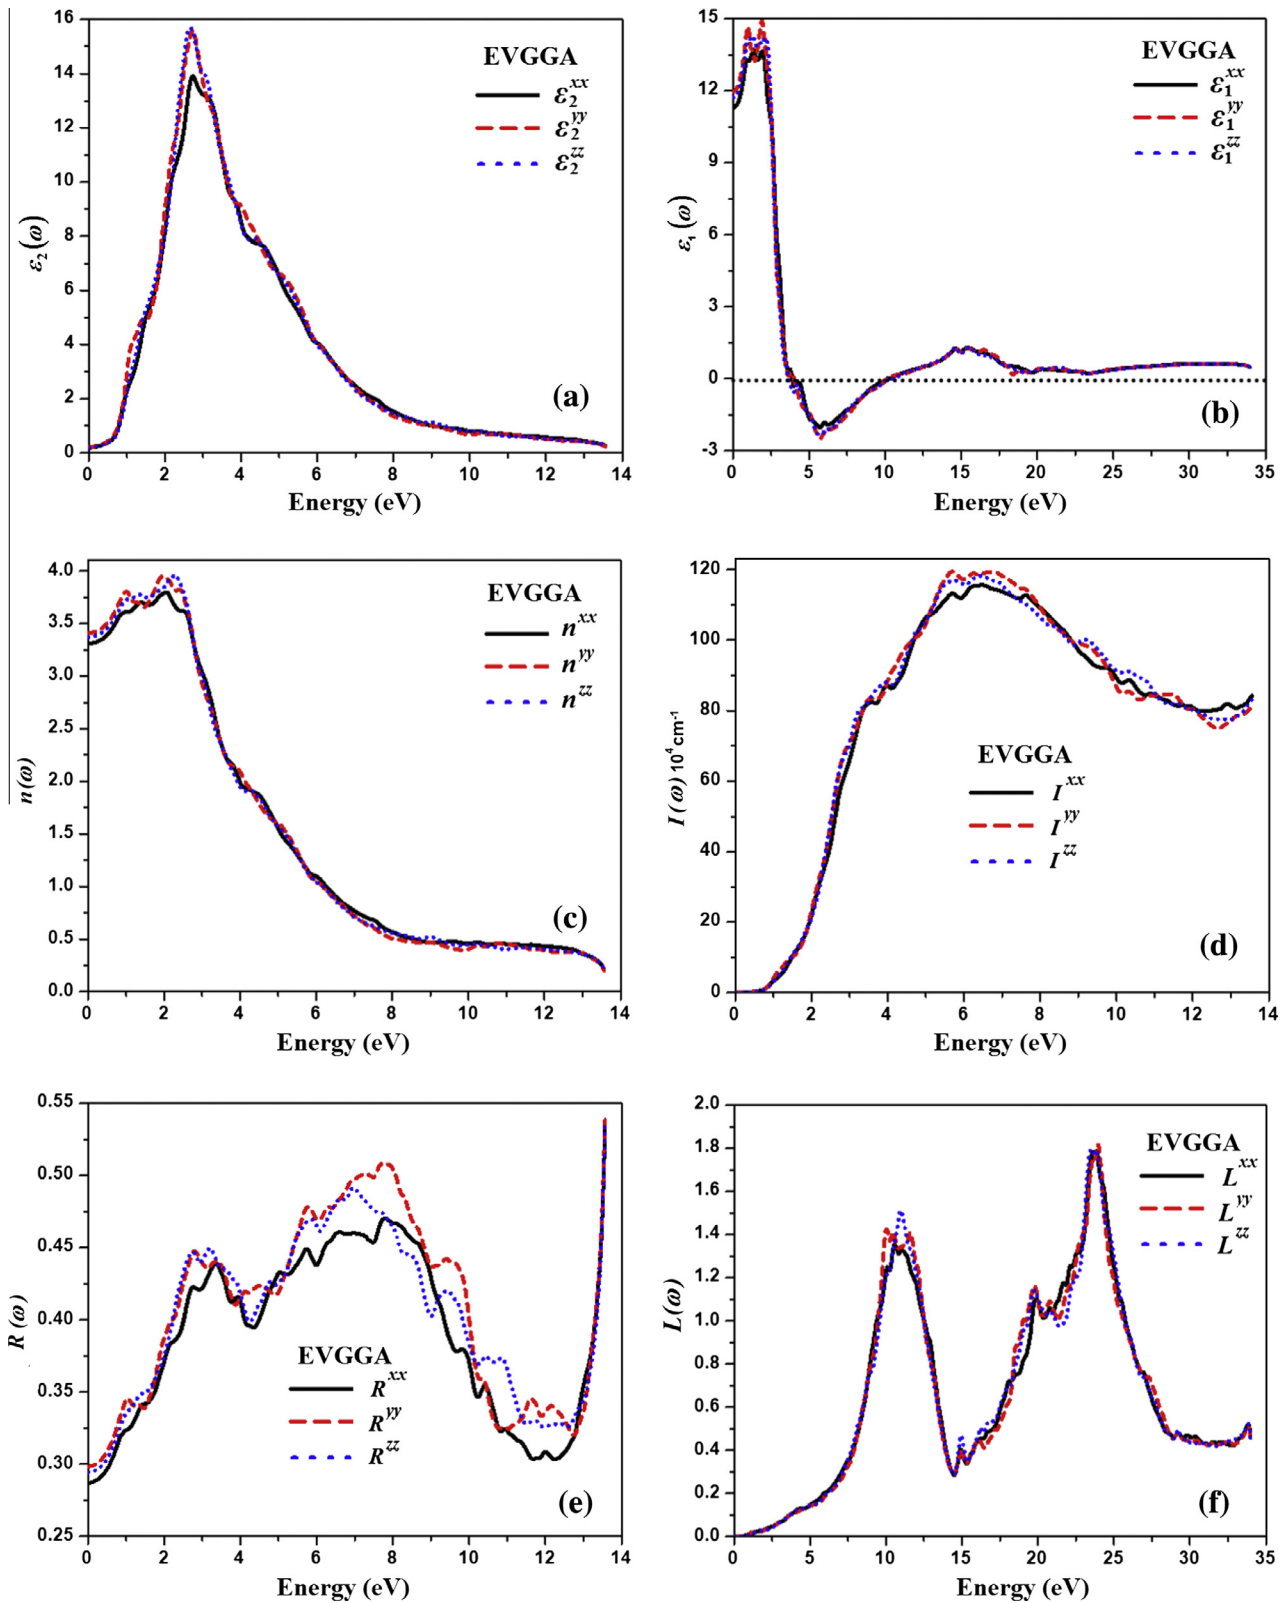 16
14
12
10
8
6
4
2
0
ε₂(ω)
EVGGA
ε₂ˣˣ
ε₂ʸʸ
ε₂ᶻᶻ
(a)
0 2 4 6 8 10 12 14
Energy (eV)
15
12
9
6
3
0
-3
ε₁(ω)
EVGGA
ε₁ˣˣ
ε₁ʸʸ
ε₁ᶻᶻ
(b)
0 5 10 15 20 25 30 35
Energy (eV)
4.0
3.5
3.0
2.5
2.0
1.5
1.0
0.5
0.0
n(ω)
EVGGA
nˣˣ
nʸʸ
nᶻᶻ
(c)
0 2 4 6 8 10 12 14
Energy (eV)
120
100
80
60
40
20
0
I(ω) 10⁴ cm⁻¹
EVGGA
Iˣˣ
Iʸʸ
Iᶻᶻ
(d)
0 2 4 6 8 10 12 14
Energy (eV)
0.55
0.50
0.45
0.40
0.35
0.30
0.25
R(ω)
EVGGA
Rˣˣ
Rʸʸ
Rᶻᶻ
(e)
0 2 4 6 8 10 12 14
Energy (eV)
2.0
1.8
1.6
1.4
1.2
1.0
0.8
0.6
0.4
0.2
0.0
L(ω)
EVGGA
Lˣˣ
Lʸʸ
Lᶻᶻ
(f)
0 5 10 15 20 25 30 35
Energy (eV)